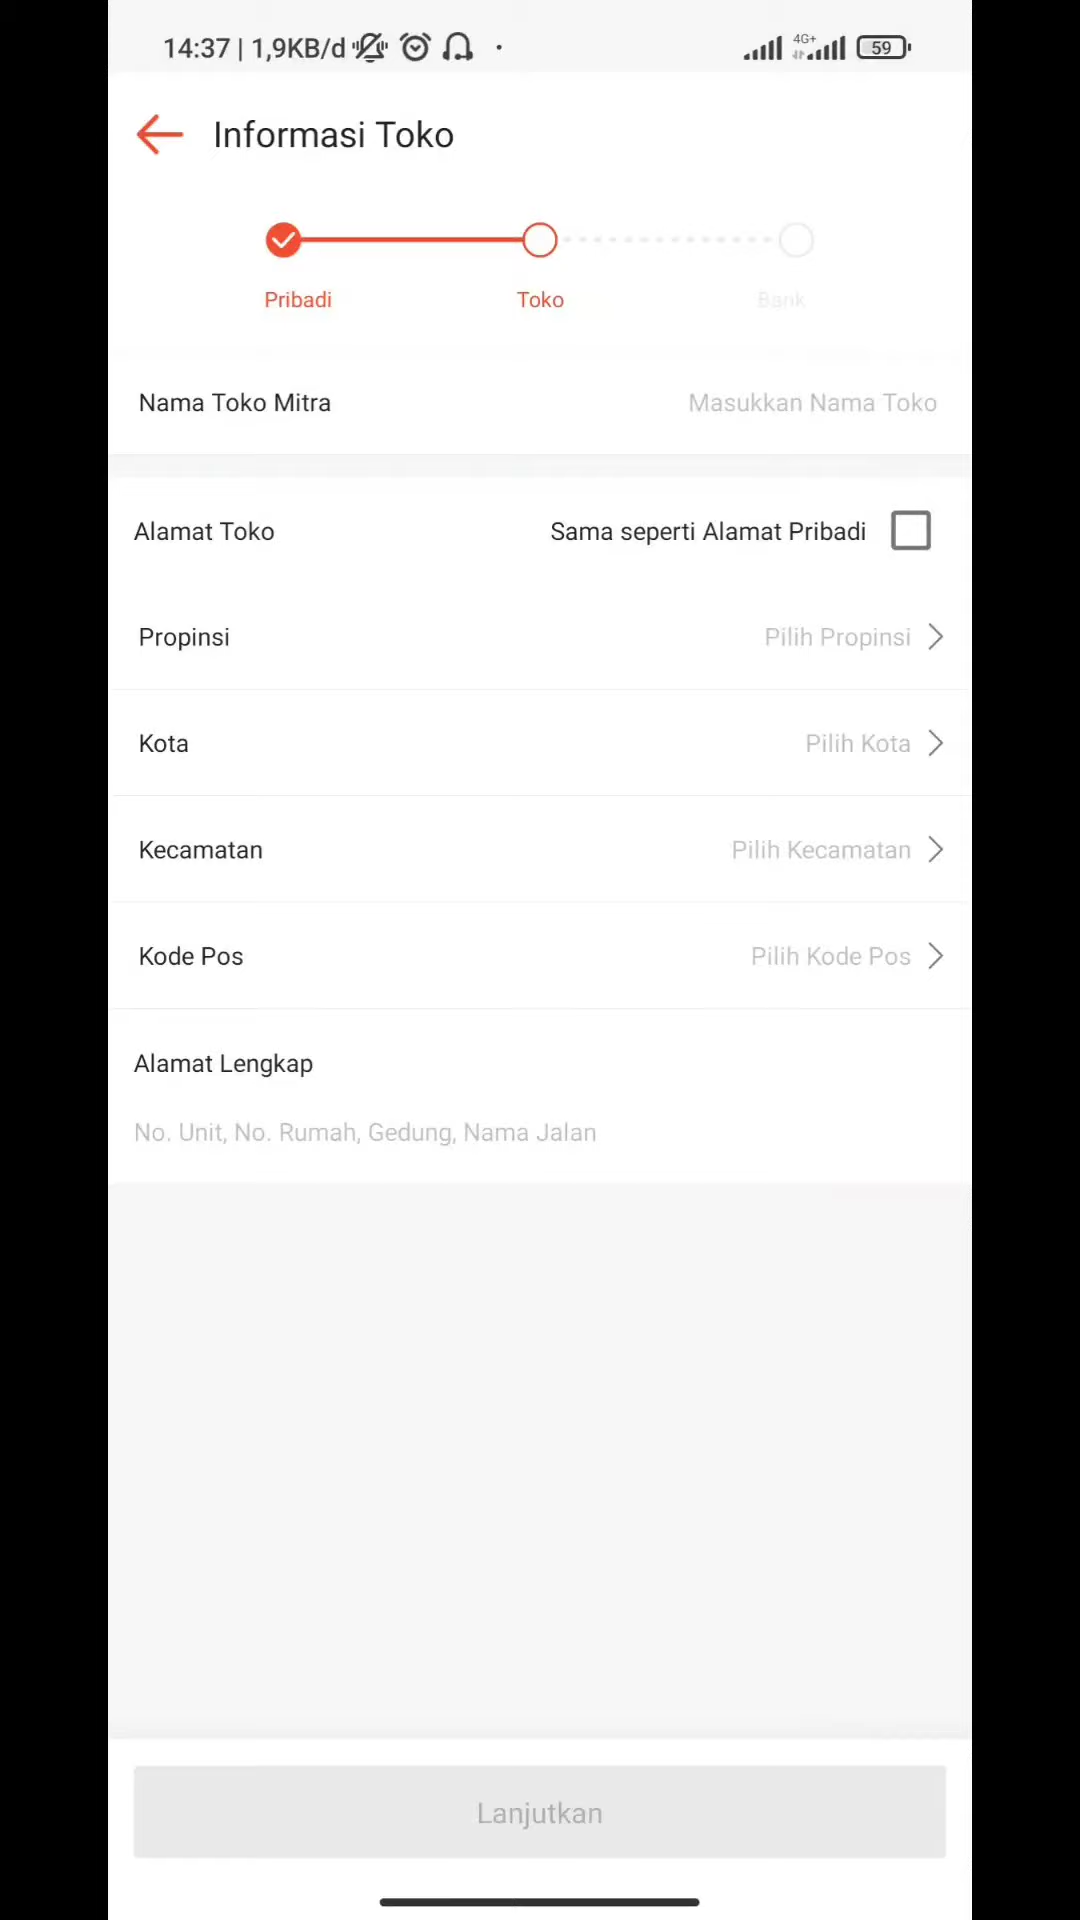 14:37 | 1,9KB/d
4G+
59
Informasi Toko
Pribadi
Toko
Bank
Nama Toko Mitra
Masukkan Nama Toko
Alamat Toko
Sama seperti Alamat Pribadi
Propinsi
Pilih Propinsi
Kota
Pilih Kota
Kecamatan
Pilih Kecamatan
Kode Pos
Pilih Kode Pos
Alamat Lengkap
No. Unit, No. Rumah, Gedung, Nama Jalan
Lanjutkan